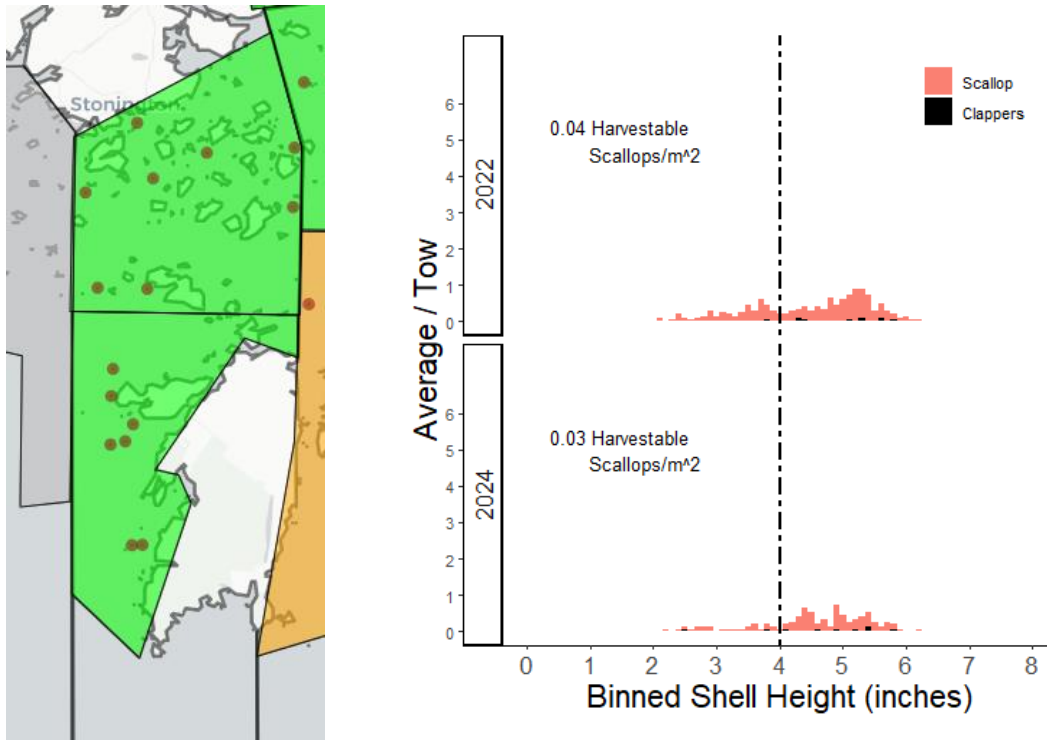 Stonington
Average / Tow
2022
6
5
4
3
2
1
0
0.04 Harvestable
Scallops/m^2
Scallop
Clappers
2024
6
5
4
3
2
1
0
0.03 Harvestable
Scallops/m^2
0 1 2 3 4 5 6 7 8
Binned Shell Height (inches)